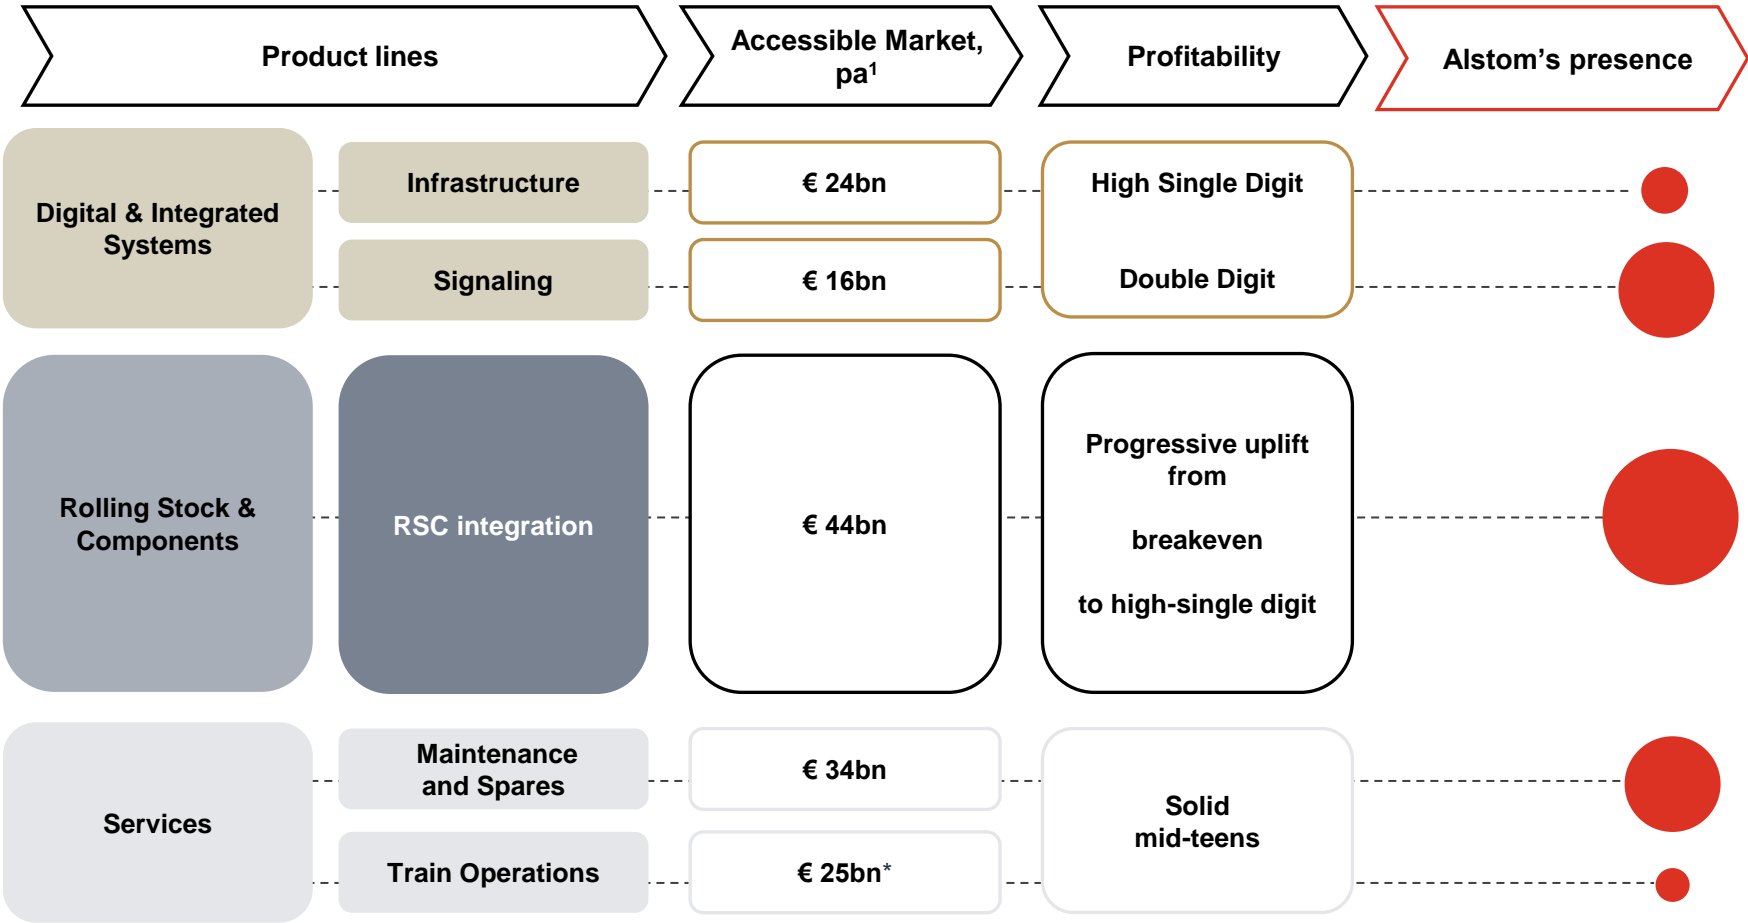 Product lines
Accessible Market,
pa1
Profitability
Alstom's presence
Digital & Integrated
Systems
Infrastructure
€ 24bn
High Single Digit
Signaling
€ 16bn
Double Digit
Rolling Stock &
Components
RSC integration
€ 44bn
Progressive uplift
from
breakeven
to high-single digit
Services
Maintenance
and Spares
€ 34bn
Solid
mid-teens
Train Operations
€ 25bn*